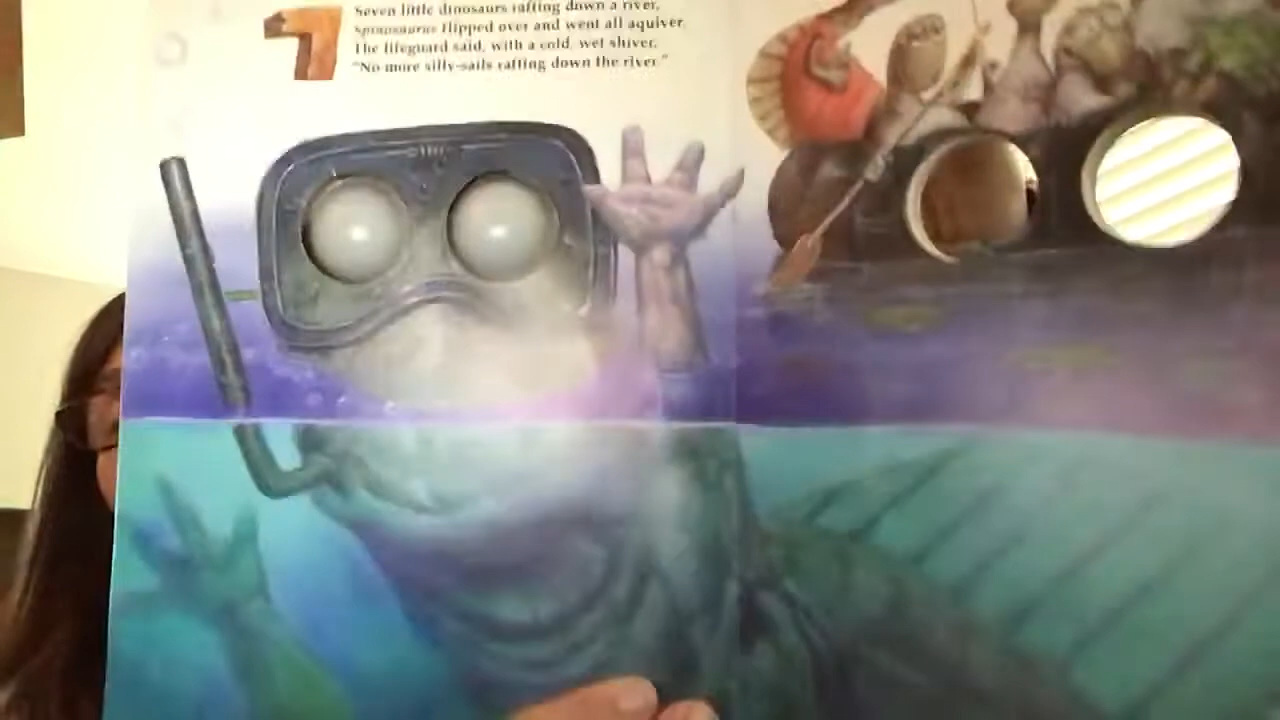 7
Seven little dinosaurs rafting down a river,
Spinosaurus flipped over and went all aquiver.
The lifeguard said, with a cold, wet shiver,
"No more silly-sails rafting down the river."